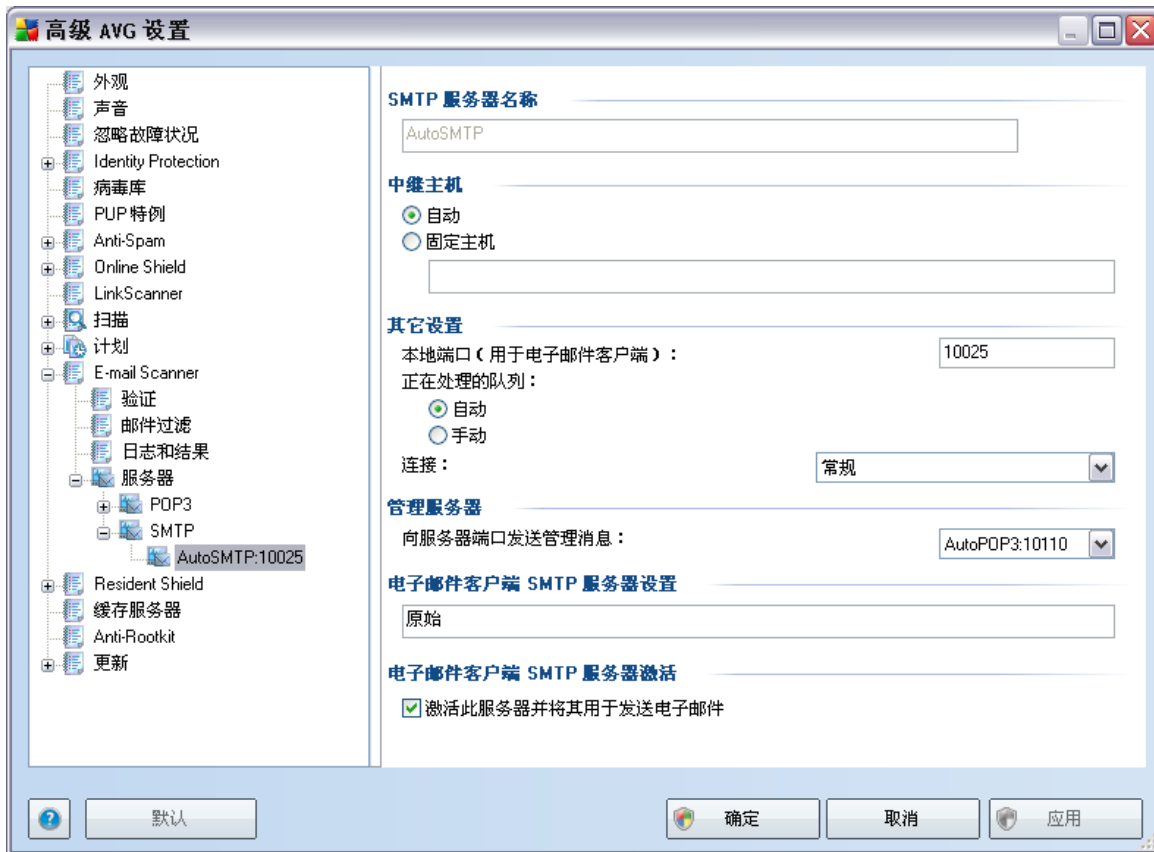 高级 AVG 设置
外观
声音
忽略故障状况
Identity Protection
病毒库
PUP 特例
Anti-Spam
Online Shield
LinkScanner
扫描
计划
E-mail Scanner
验证
邮件过滤
日志和结果
服务器
POP3
SMTP
AutoSMTP:10025
Resident Shield
缓存服务器
Anti-Rootkit
更新
SMTP 服务器名称
AutoSMTP
中继主机
自动
固定主机
其它设置
本地端口（用于电子邮件客户端）： 10025
正在处理的队列：
自动
手动
连接： 常规
管理服务器
向服务器端口发送管理消息： AutoPOP3:10110
电子邮件客户端 SMTP 服务器设置
原始
电子邮件客户端 SMTP 服务器激活
激活此服务器并将其用于发送电子邮件
默认 确定 取消 应用